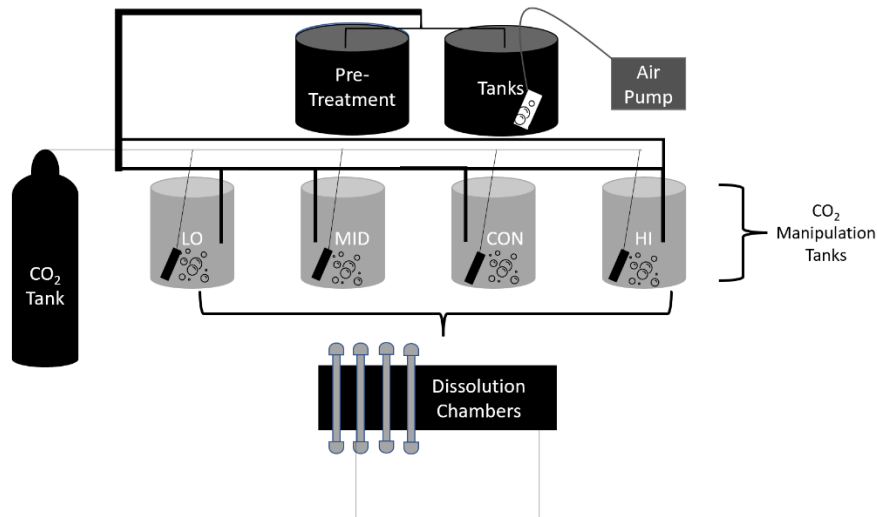 Pre-
Treatment
Tanks
Air
Pump
CO₂
Tank
LO
MID
CON
HI
CO₂
Manipulation
Tanks
Dissolution
Chambers